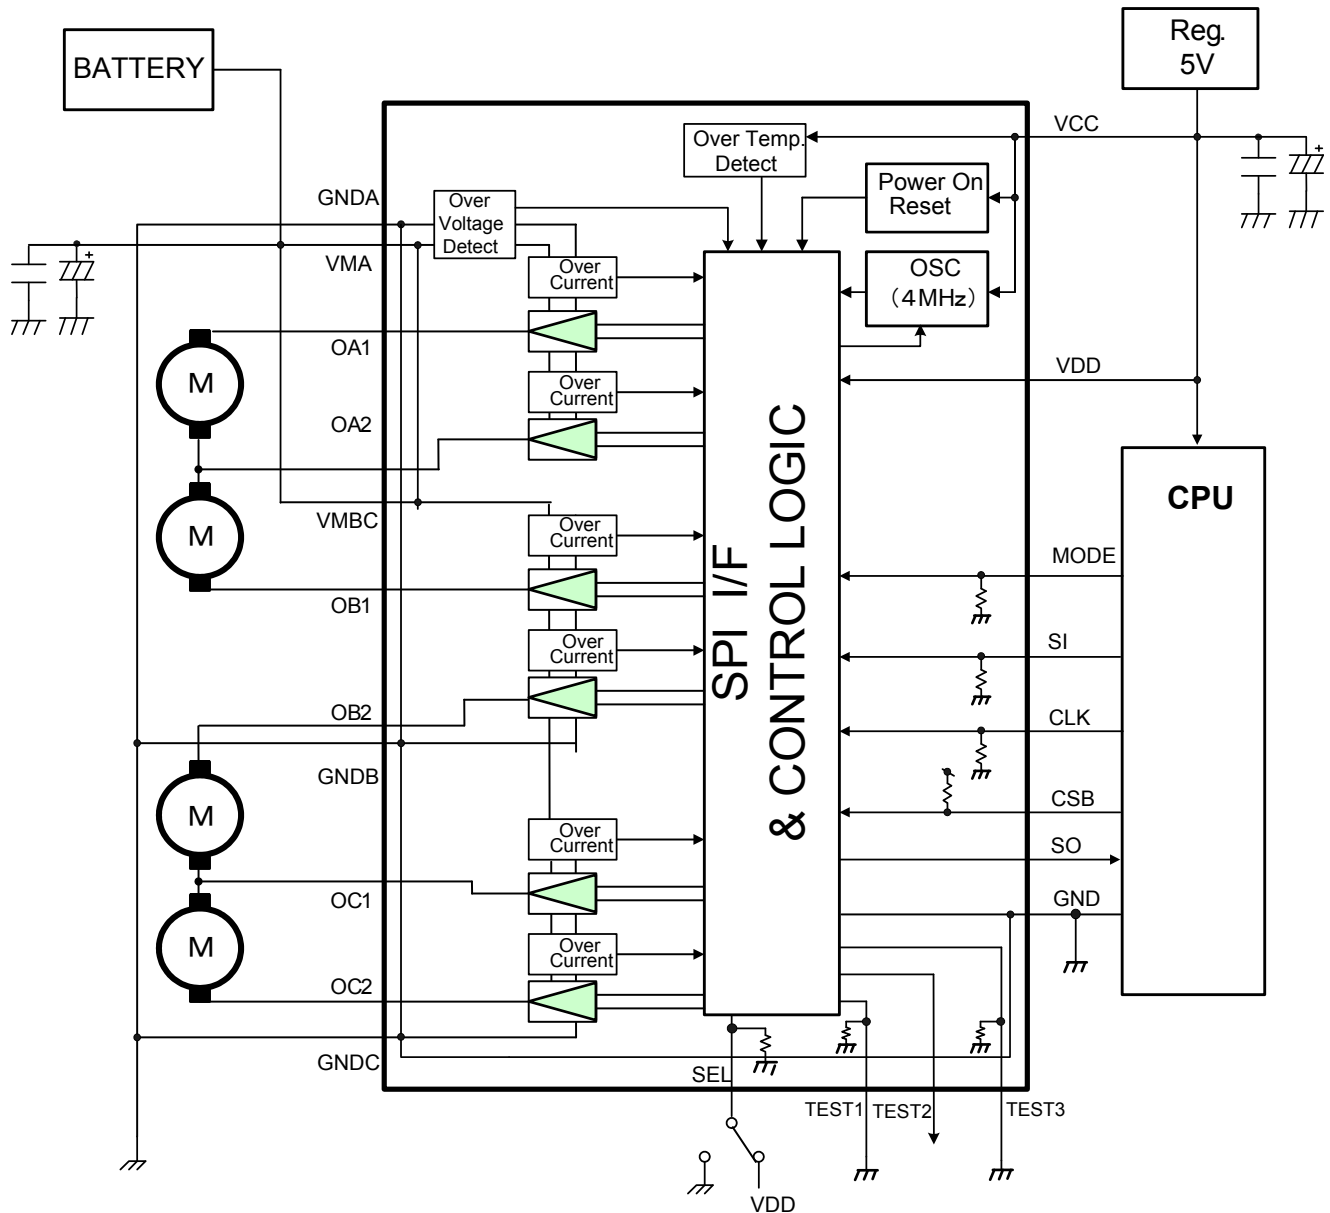 BATTERY
Reg.
5V
VCC
Over Temp.
Detect
Power On
Reset
GNDA
Over
Voltage
Detect
VMA
Over
Current
OSC
（4MHz）
OA1
VDD
M
Over
Current
OA2
& CONTROL LOGIC
SPI I/F
CPU
VMBC
Over
Current
M
MODE
OB1
Over
Current
SI
OB2
CLK
GNDB
M
CSB
Over
Current
SO
OC1
GND
M
Over
Current
OC2
GNDC
SEL
TEST1
TEST2
TEST3
VDD
+
+